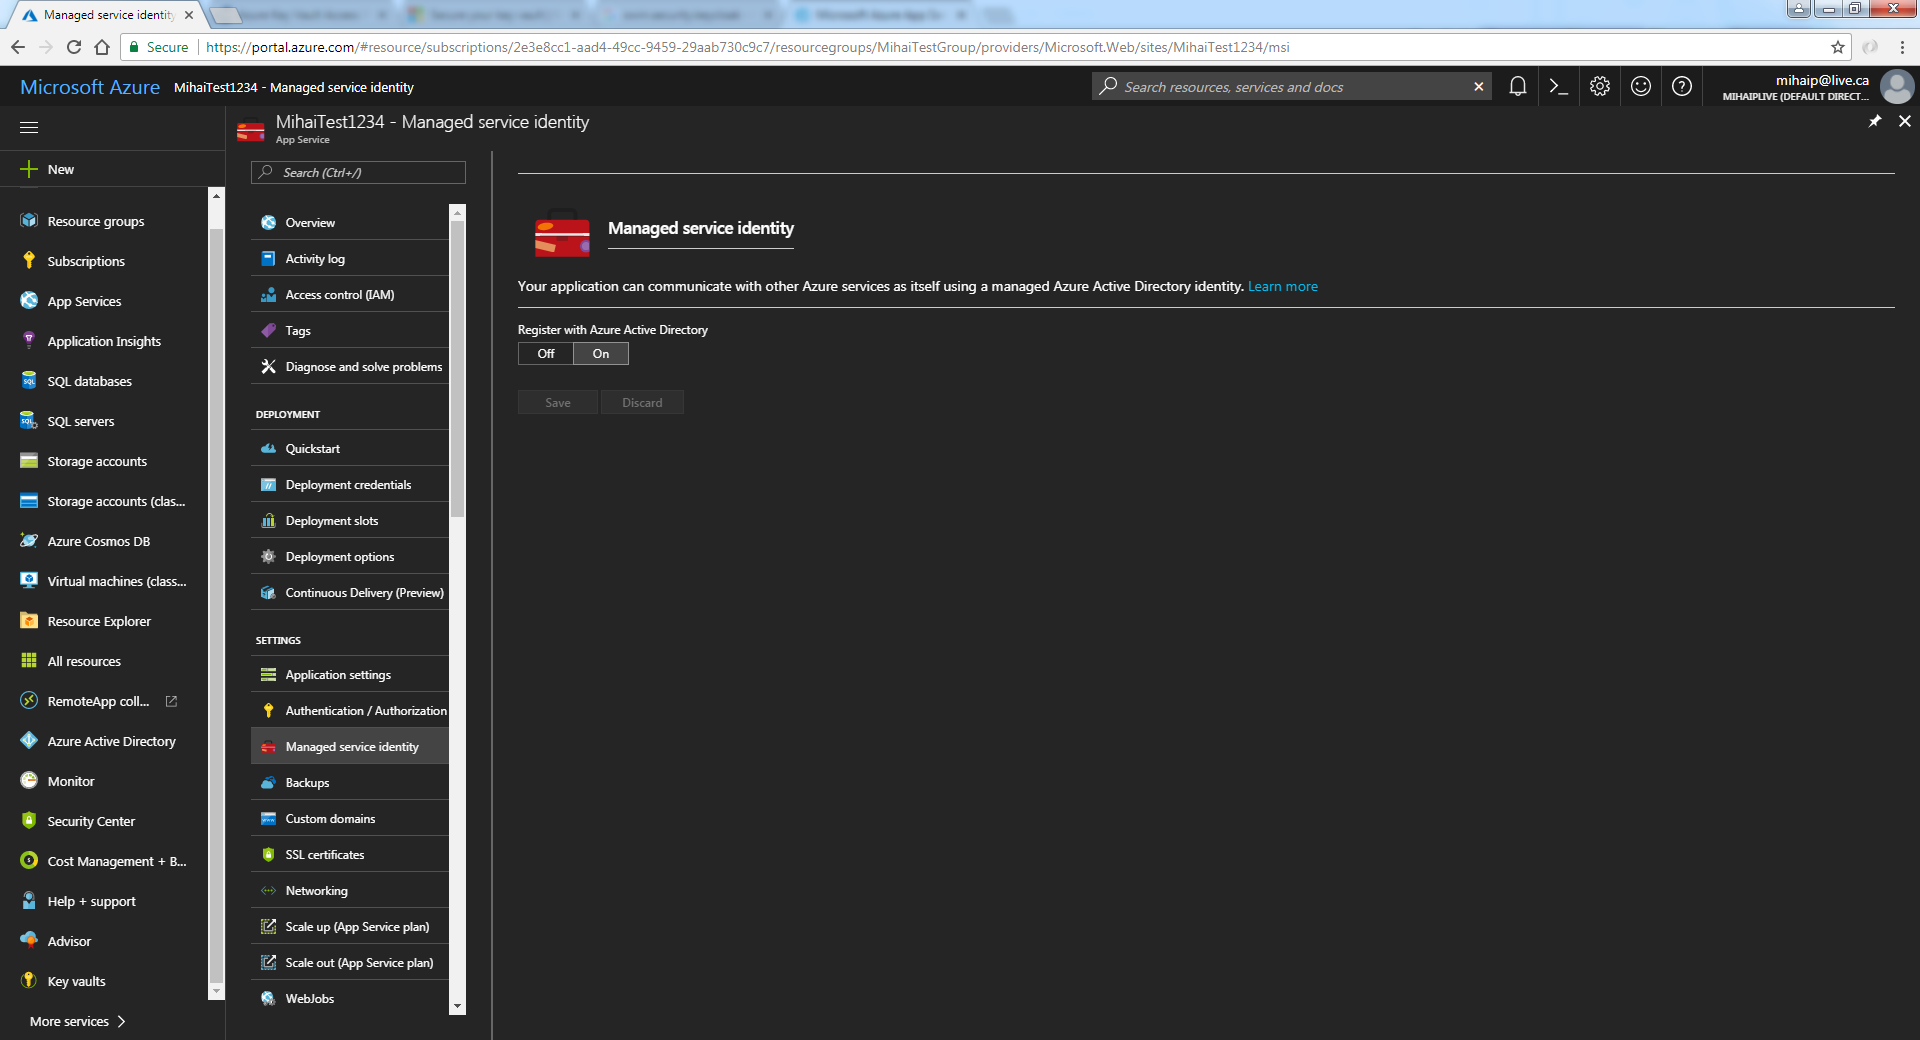 Managed service identity
Secure
https://portal.azure.com/#resource/subscriptions/2e3e8cc1-aad4-49cc-9459-29aab730c9c7/resourcegroups/MihaiTestGroup/providers/Microsoft.Web/sites/MihaiTest1234/msi
Microsoft Azure
MihaiTest1234 - Managed service identity
Search resources, services and docs
mihaip@live.ca
MIHAIPLIVE (DEFAULT DIRECT...
New
Resource groups
Subscriptions
App Services
Application Insights
SQL databases
SQL servers
Storage accounts
Storage accounts (clas...
Azure Cosmos DB
Virtual machines (class...
Resource Explorer
All resources
RemoteApp coll...
Azure Active Directory
Monitor
Security Center
Cost Management + B...
Help + support
Advisor
Key vaults
More services
MihaiTest1234 - Managed service identity
App Service
Search (Ctrl+/)
Overview
Activity log
Access control (IAM)
Tags
Diagnose and solve problems
DEPLOYMENT
Quickstart
Deployment credentials
Deployment slots
Deployment options
Continuous Delivery (Preview)
SETTINGS
Application settings
Authentication / Authorization
Managed service identity
Backups
Custom domains
SSL certificates
Networking
Scale up (App Service plan)
Scale out (App Service plan)
WebJobs
Managed service identity
Your application can communicate with other Azure services as itself using a managed Azure Active Directory identity. Learn more
Register with Azure Active Directory
Off On
Save Discard